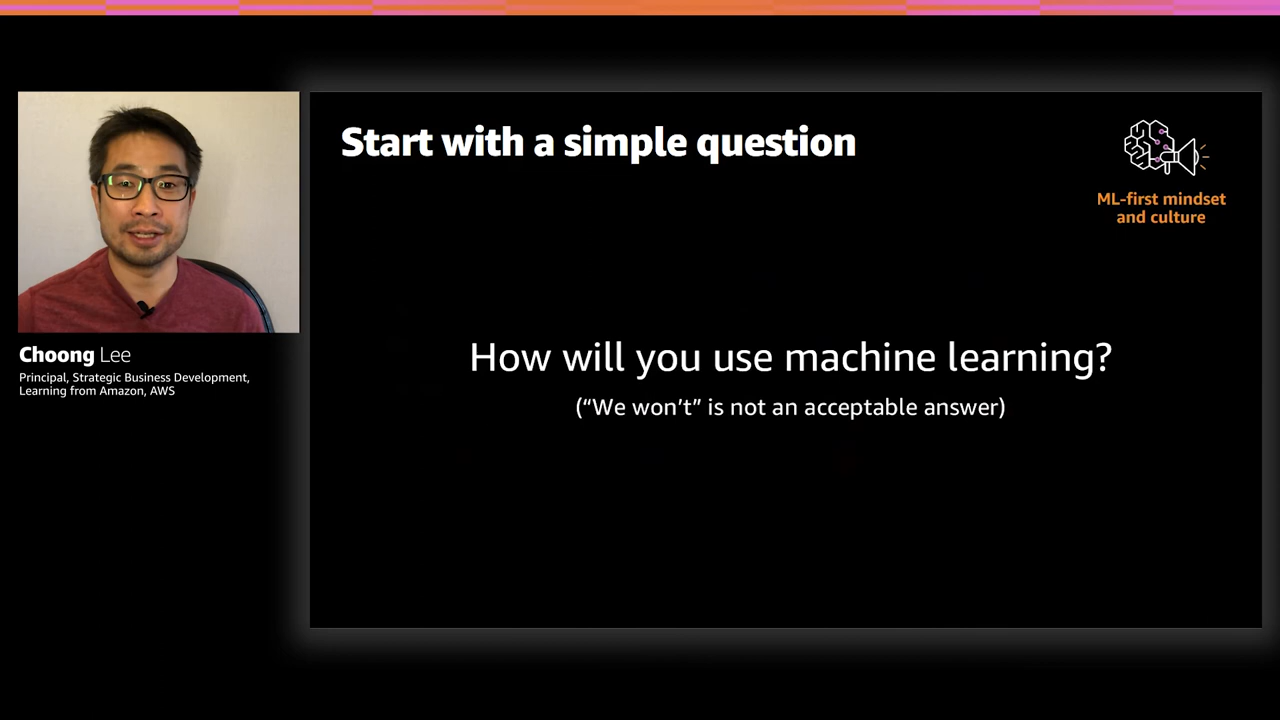 Start with a simple question
ML-first mindset
and culture
How will you use machine learning?
(“We won’t” is not an acceptable answer)
Choong Lee
Principal, Strategic Business Development,
Learning from Amazon, AWS